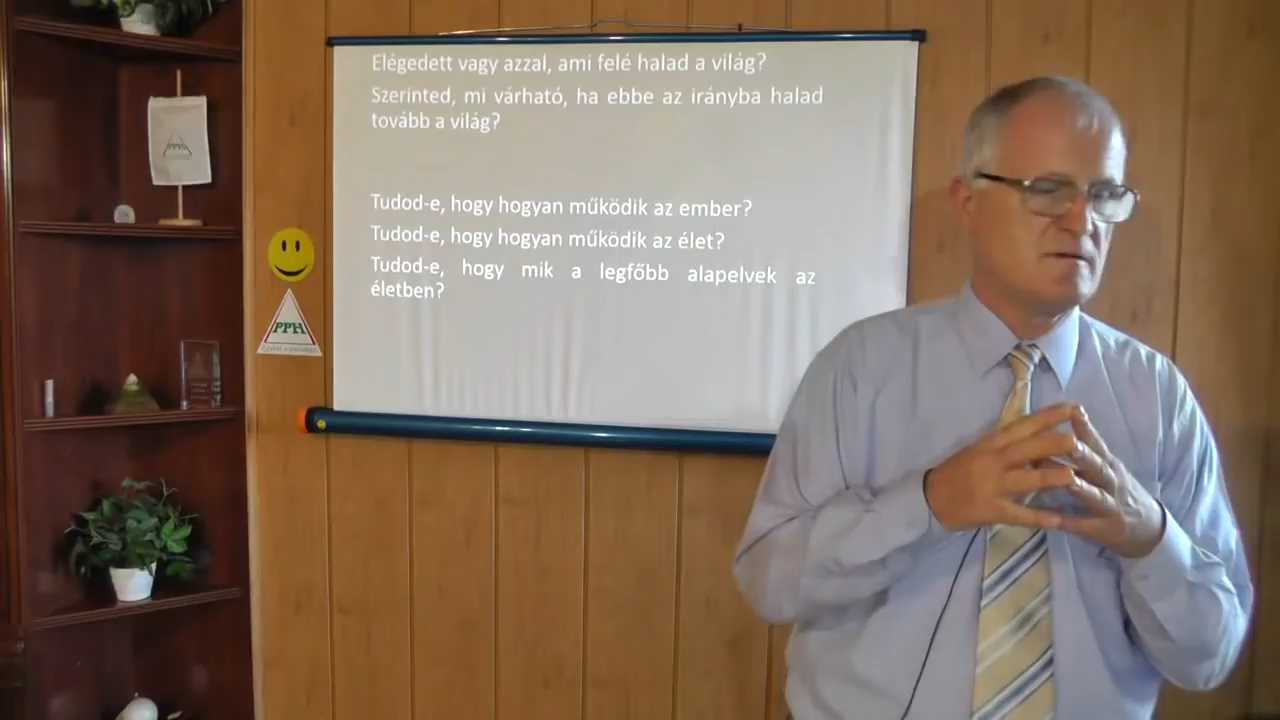 Elégedett vagy azzal, ami felé halad a világ?
Szerinted, mi várható, ha ebbe az irányba halad
tovább a világ?
Tudod-e, hogy hogyan működik az ember?
Tudod-e, hogy hogyan működik az élet?
Tudod-e, hogy mik a legfőbb alapelvek az
életben?
PPH
PPH